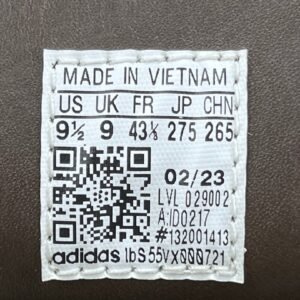 MADE IN VIETNAM
US UK FR JP CHN
9½ 9 43⅓ 275 265
02/23
LVL 029002
A:ID0217
#132001413
adidas lbS55VX000721